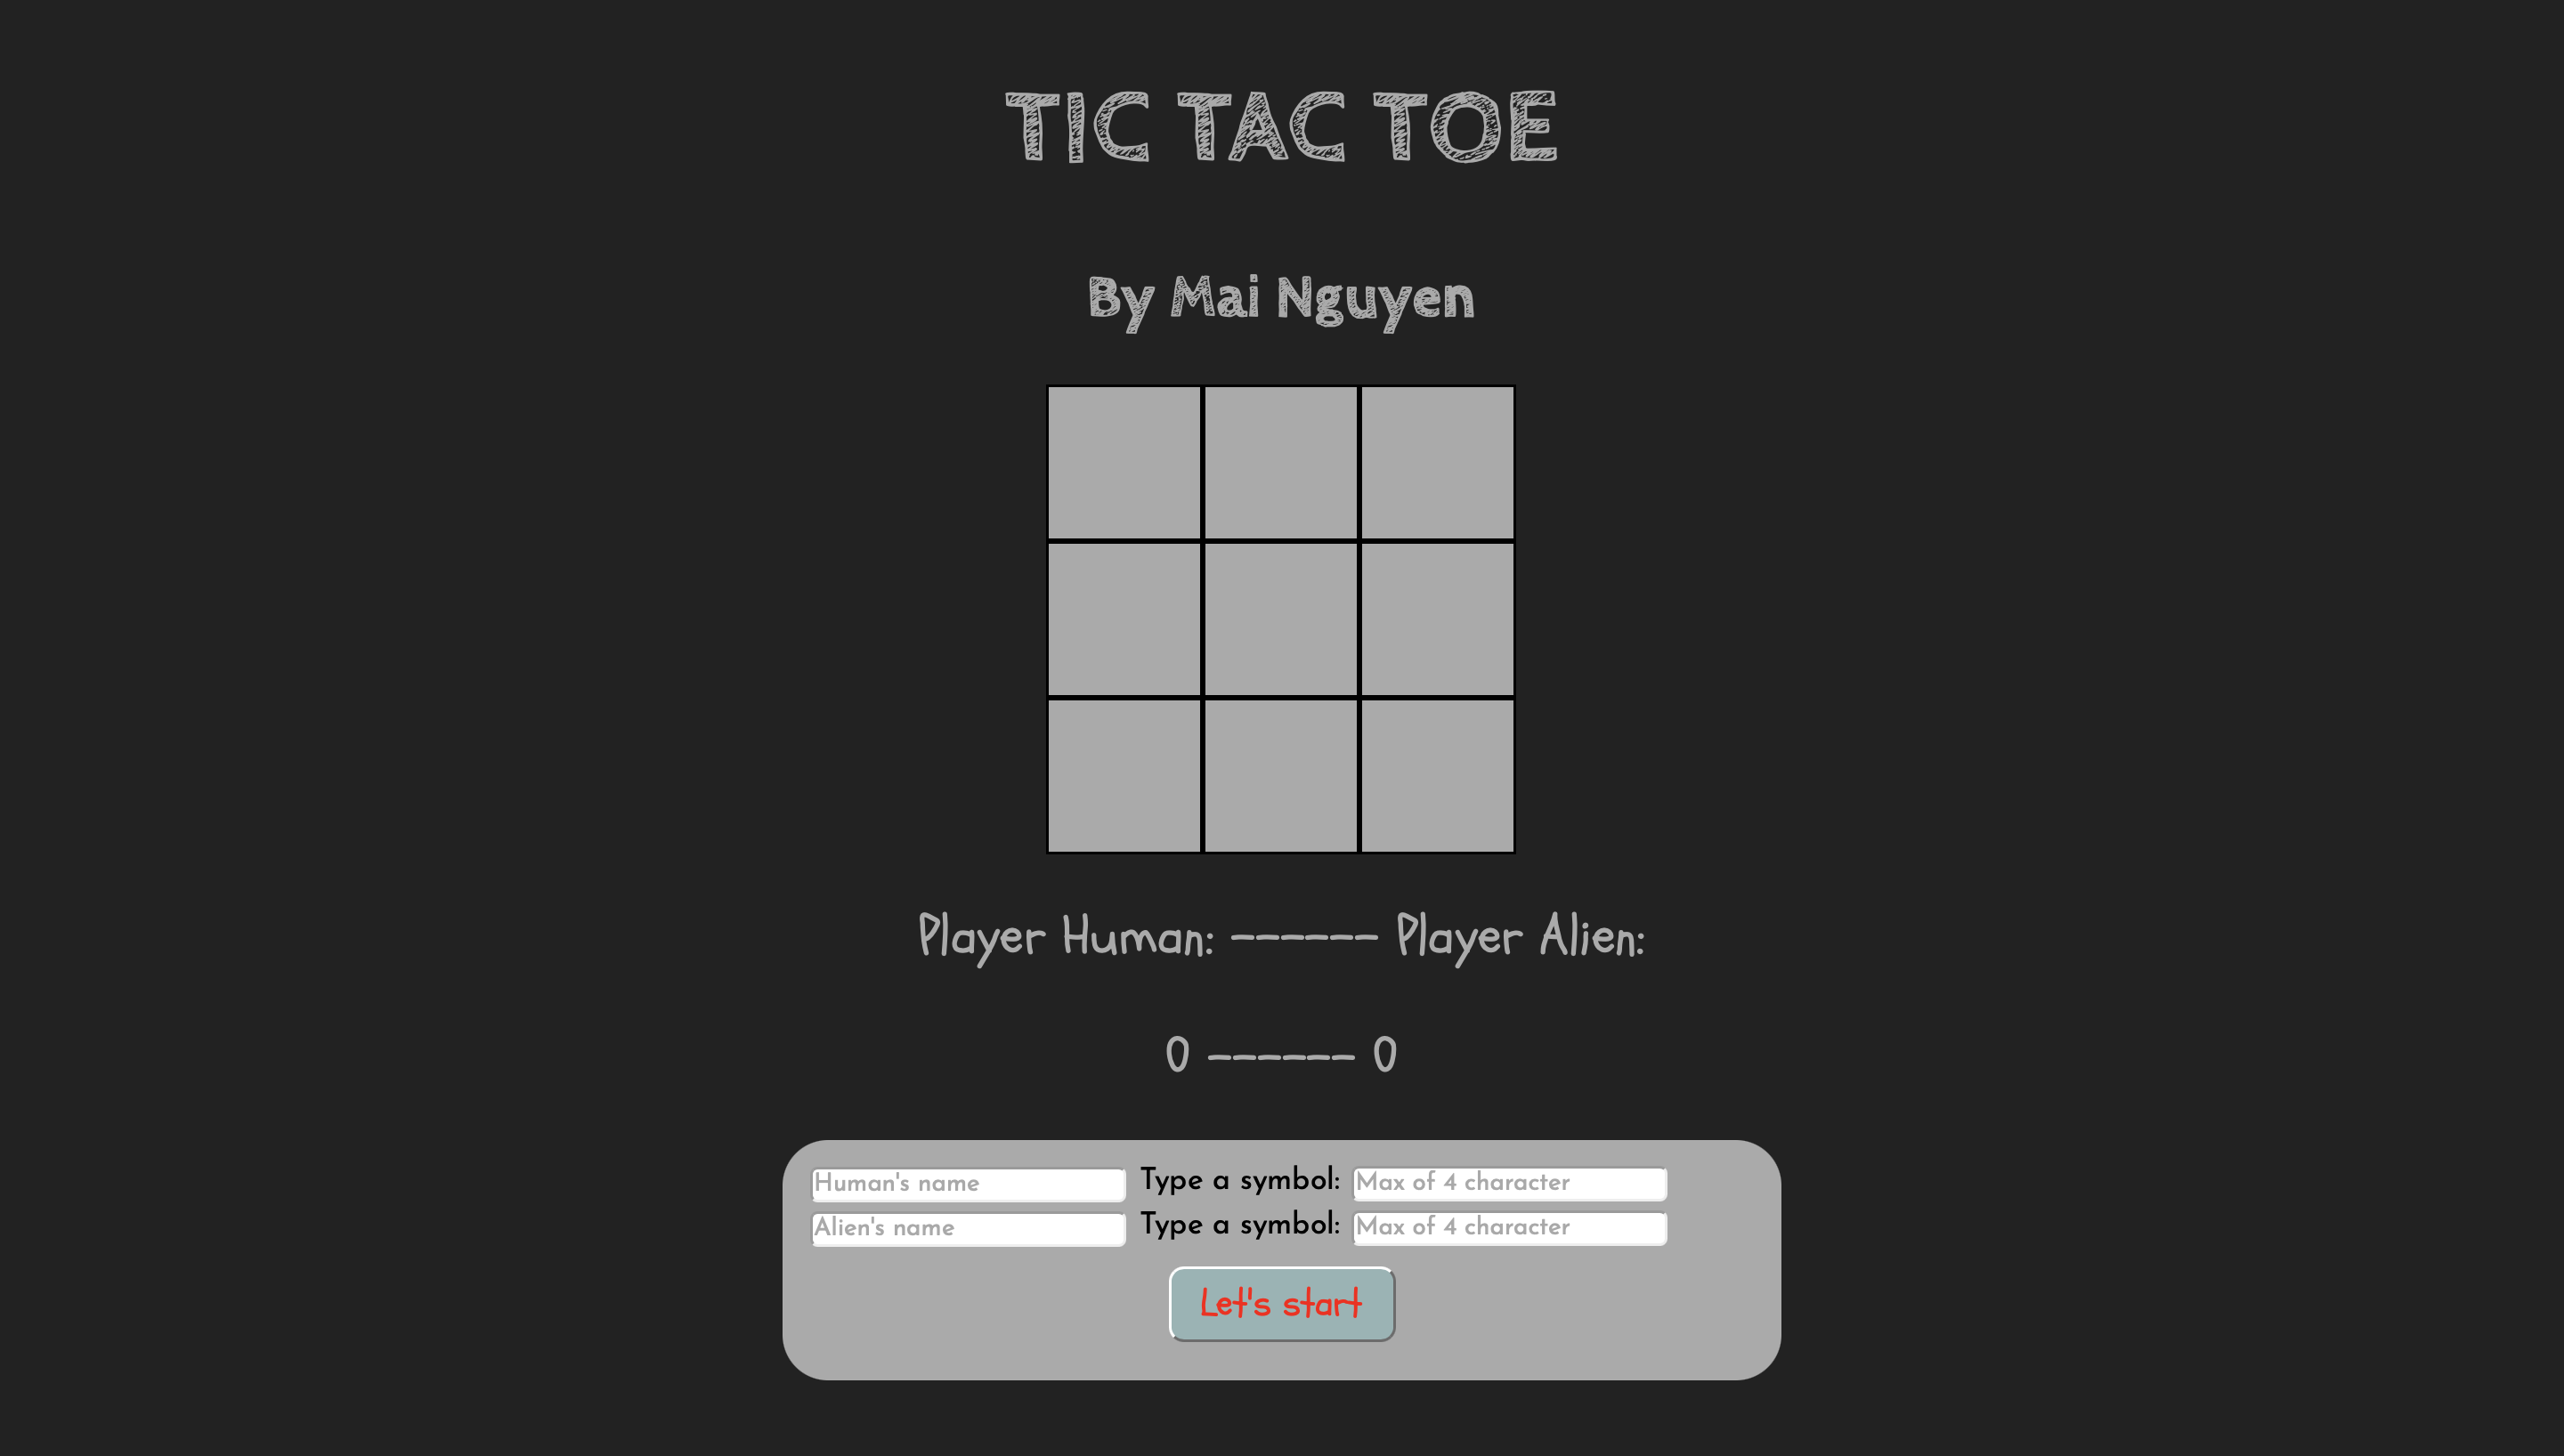 TIC TAC TOE
By Mai Nguyen
Player Human: ------ Player Alien:
0 ------ 0
Human's name Type a symbol: Max of 4 character
Alien's name Type a symbol: Max of 4 character
Let's start